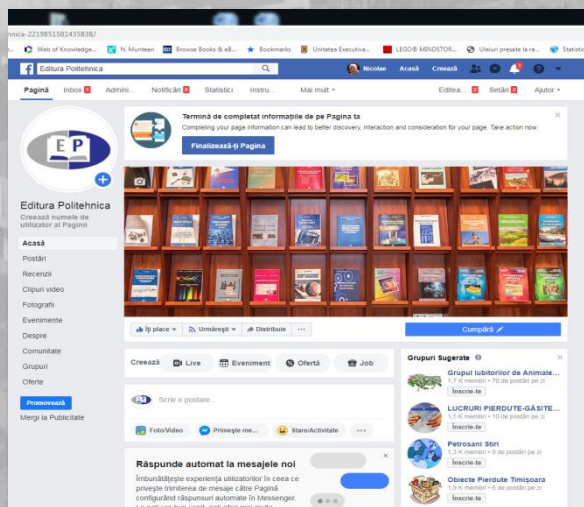 hnica-2219851581435838/
Web of Knowledge... N. Muntean Browse Books & eB... Bookmarks Unitatea Executiva... LEGO® MINDSTOR... Uleiuri presate la re... Statistic
Editura Politehnica Nicolae Acasă Creează
Pagină Inbox Admini... Notificări Statistici Instru... Mai mult Editea... 2 Setări Ajutor
Termină de completat informațiile de pe Pagina ta
Completing your page information can lead to better discovery, interaction and consideration for your page. Take action now.
Finalizează-ți Pagina
E P
Editura Politehnica
Creează numele de
utilizator al Paginii
Acasă
Postări
Recenzii
Clipuri video
Fotografii
Evenimente
Despre
Comunitate
Grupuri
Oferte
Promovează
Mergi la Publicitate
Îți place Urmărești Distribuie ...
Cumpără
Creează Live Eveniment Ofertă Job
Scrie o postare...
Foto/Video Primește me... Stare/Activitate ...
Răspunde automat la mesajele noi
Îmbunătățește experiența utilizatorilor în ceea ce
privește trimiterea de mesaje către Pagină
configurând răspunsuri automate în Messenger.
Grupuri Sugerate
Grupul Iubitorilor de Animale...
1,7 K membri • 70 de postări pe zi
Înscrie-te
LUCRURI PIERDUTE-GĂSITE...
1,5 K membri • 10 de postări pe zi
Înscrie-te
Petrosani Stiri
1,3 K membri • 9 de postări pe zi
Înscrie-te
Obiecte Pierdute Timișoara
1,9 K membri • 6 de postări pe zi
Înscrie-te